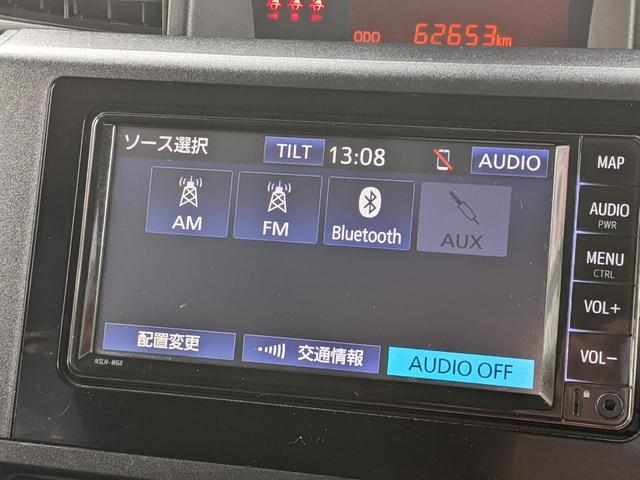 ODO 62653km
ソース選択 TILT 13:08 AUDIO
AM FM Bluetooth AUX
配置変更 交通情報 AUDIO OFF
NSLN-W68
MAP
AUDIO
PWR
MENU
CTRL
VOL+
VOL−